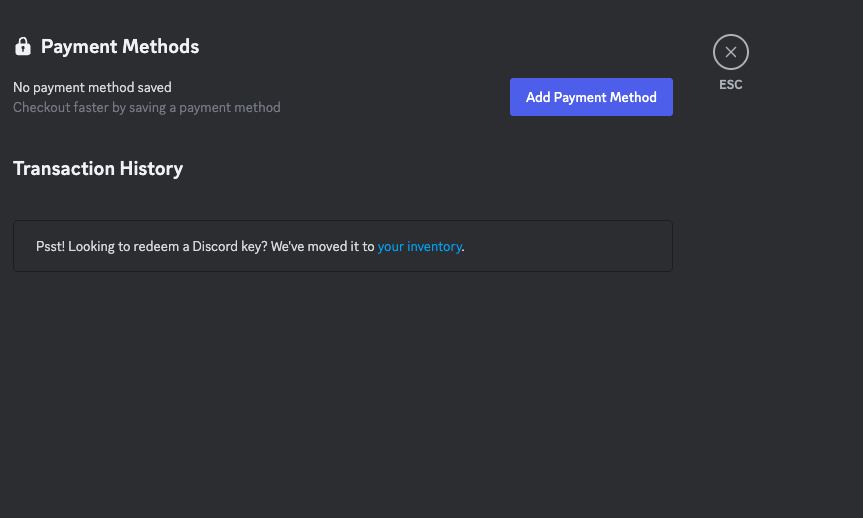 Payment Methods
No payment method saved
Checkout faster by saving a payment method
Add Payment Method
ESC
Transaction History
Psst! Looking to redeem a Discord key? We've moved it to your inventory.